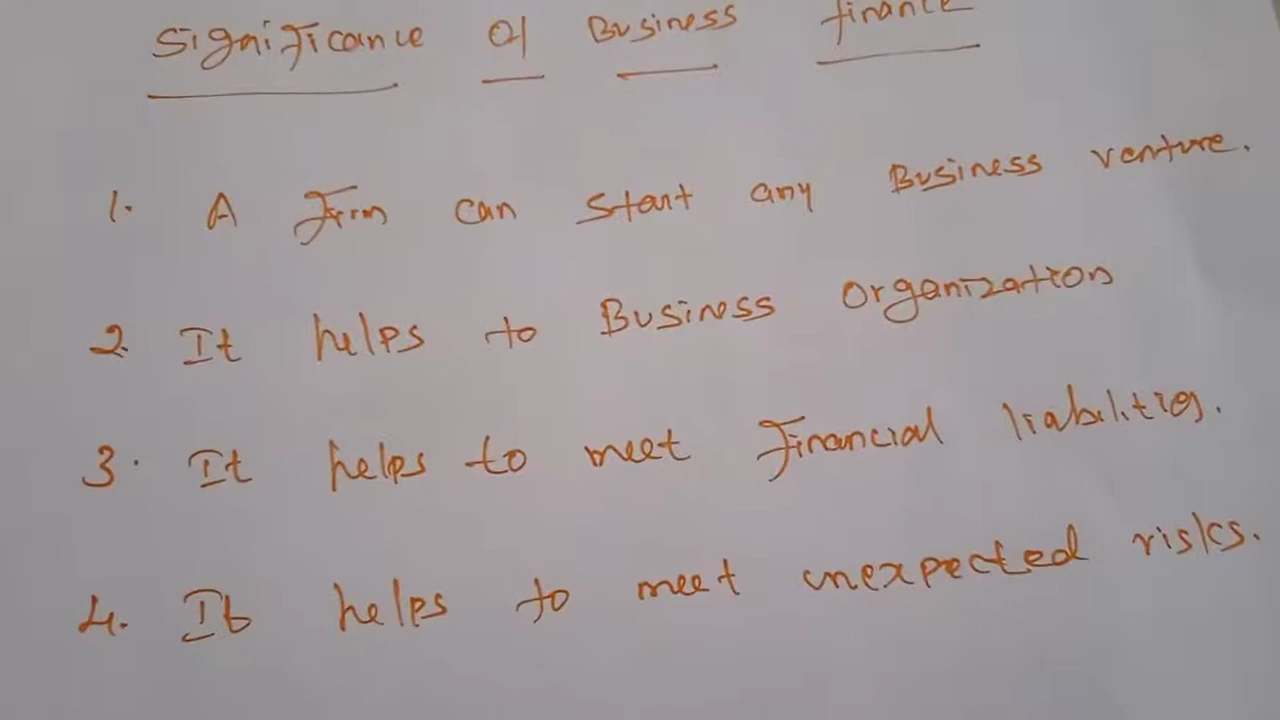 Significance Of Business finance
1. A Firm can start any Business venture.
2. It helps to Business Organization
3. It helps to meet Financial liabilities.
4. It helps to meet unexpected risks.